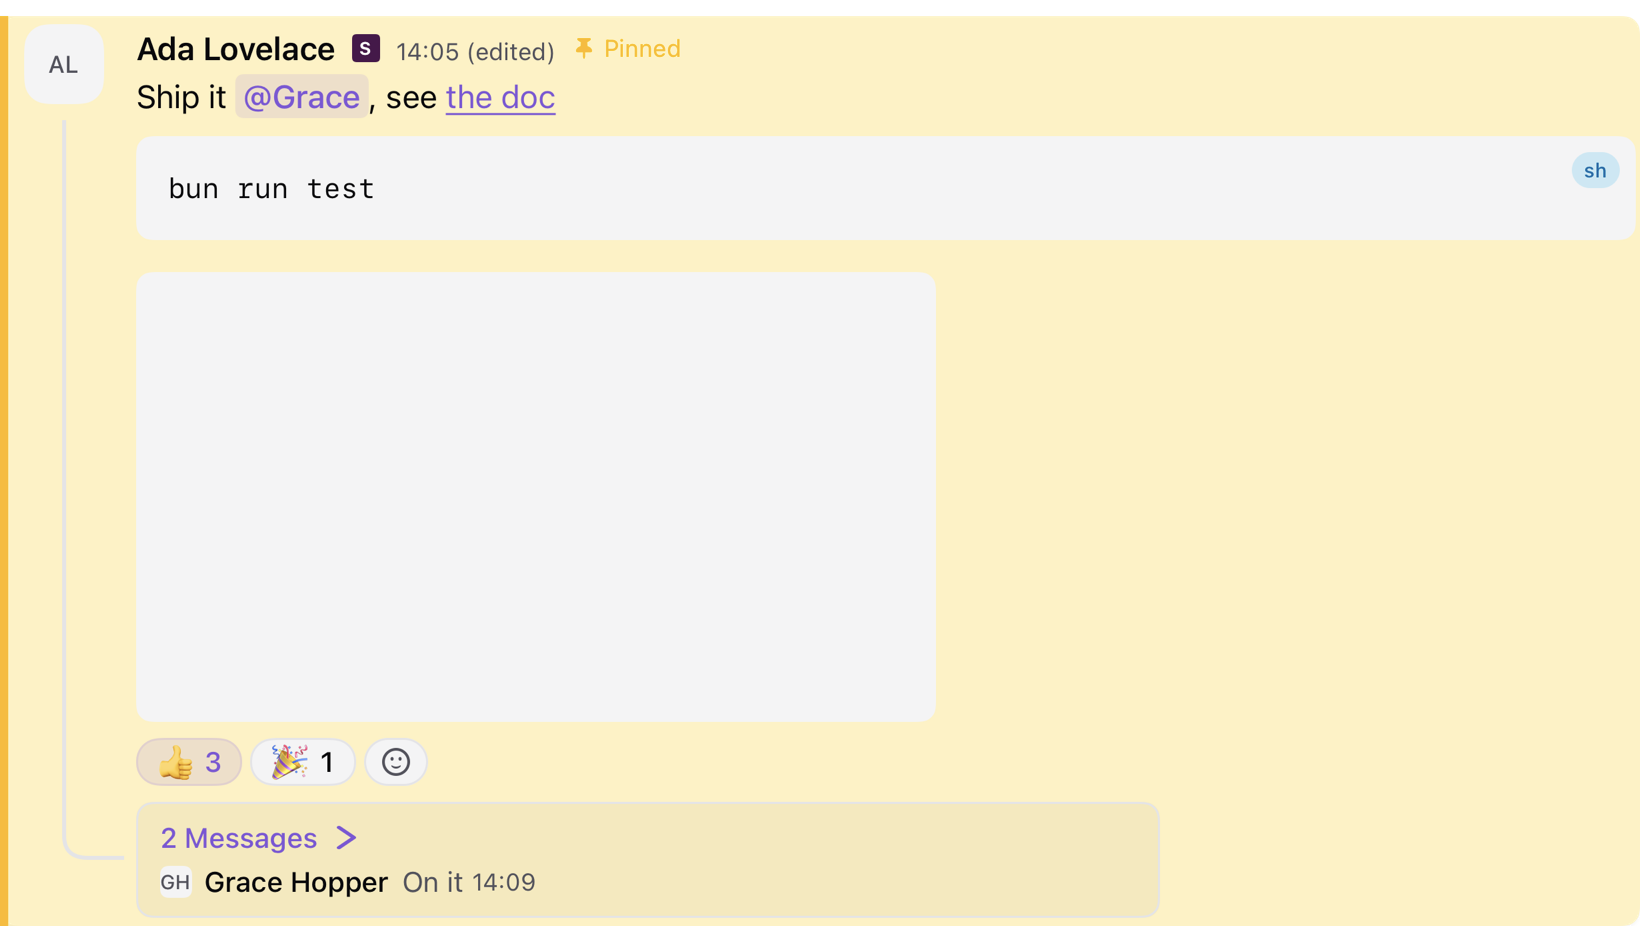 AL
Ada Lovelace S 14:05 (edited) Pinned
Ship it @Grace, see the doc
bun run test
sh
👍 3 🎉 1
2 Messages >
GH Grace Hopper On it 14:09